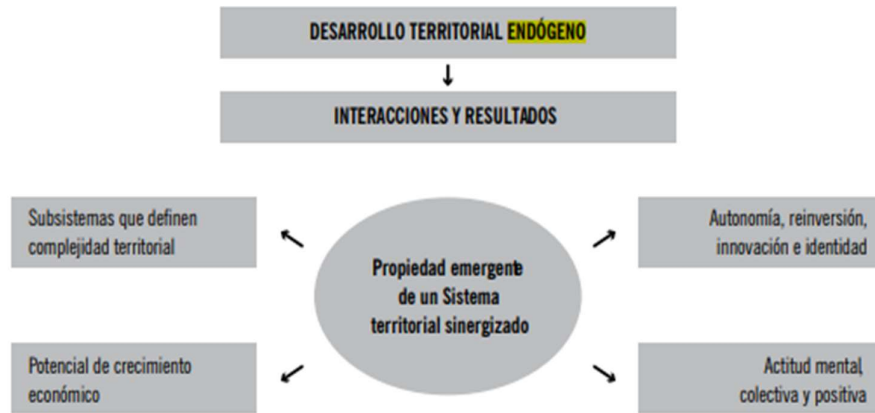 DESARROLLO TERRITORIAL ENDÓGENO
INTERACCIONES Y RESULTADOS
Subsistemas que definen
complejidad territorial
Autonomía, reinversión,
innovación e identidad
Propiedad emergente
de un Sistema
territorial sinergizado
Potencial de crecimiento
económico
Actitud mental,
colectiva y positiva